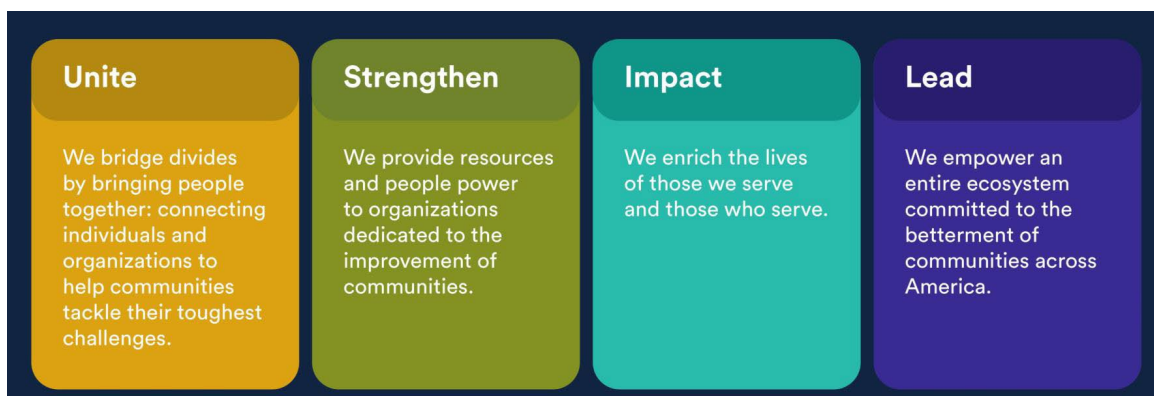 Unite
We bridge divides
by bringing people
together: connecting
individuals and
organizations to
help communities
tackle their toughest
challenges.
Strengthen
We provide resources
and people power
to organizations
dedicated to the
improvement of
communities.
Impact
We enrich the lives
of those we serve
and those who serve.
Lead
We empower an
entire ecosystem
committed to the
betterment of
communities across
America.